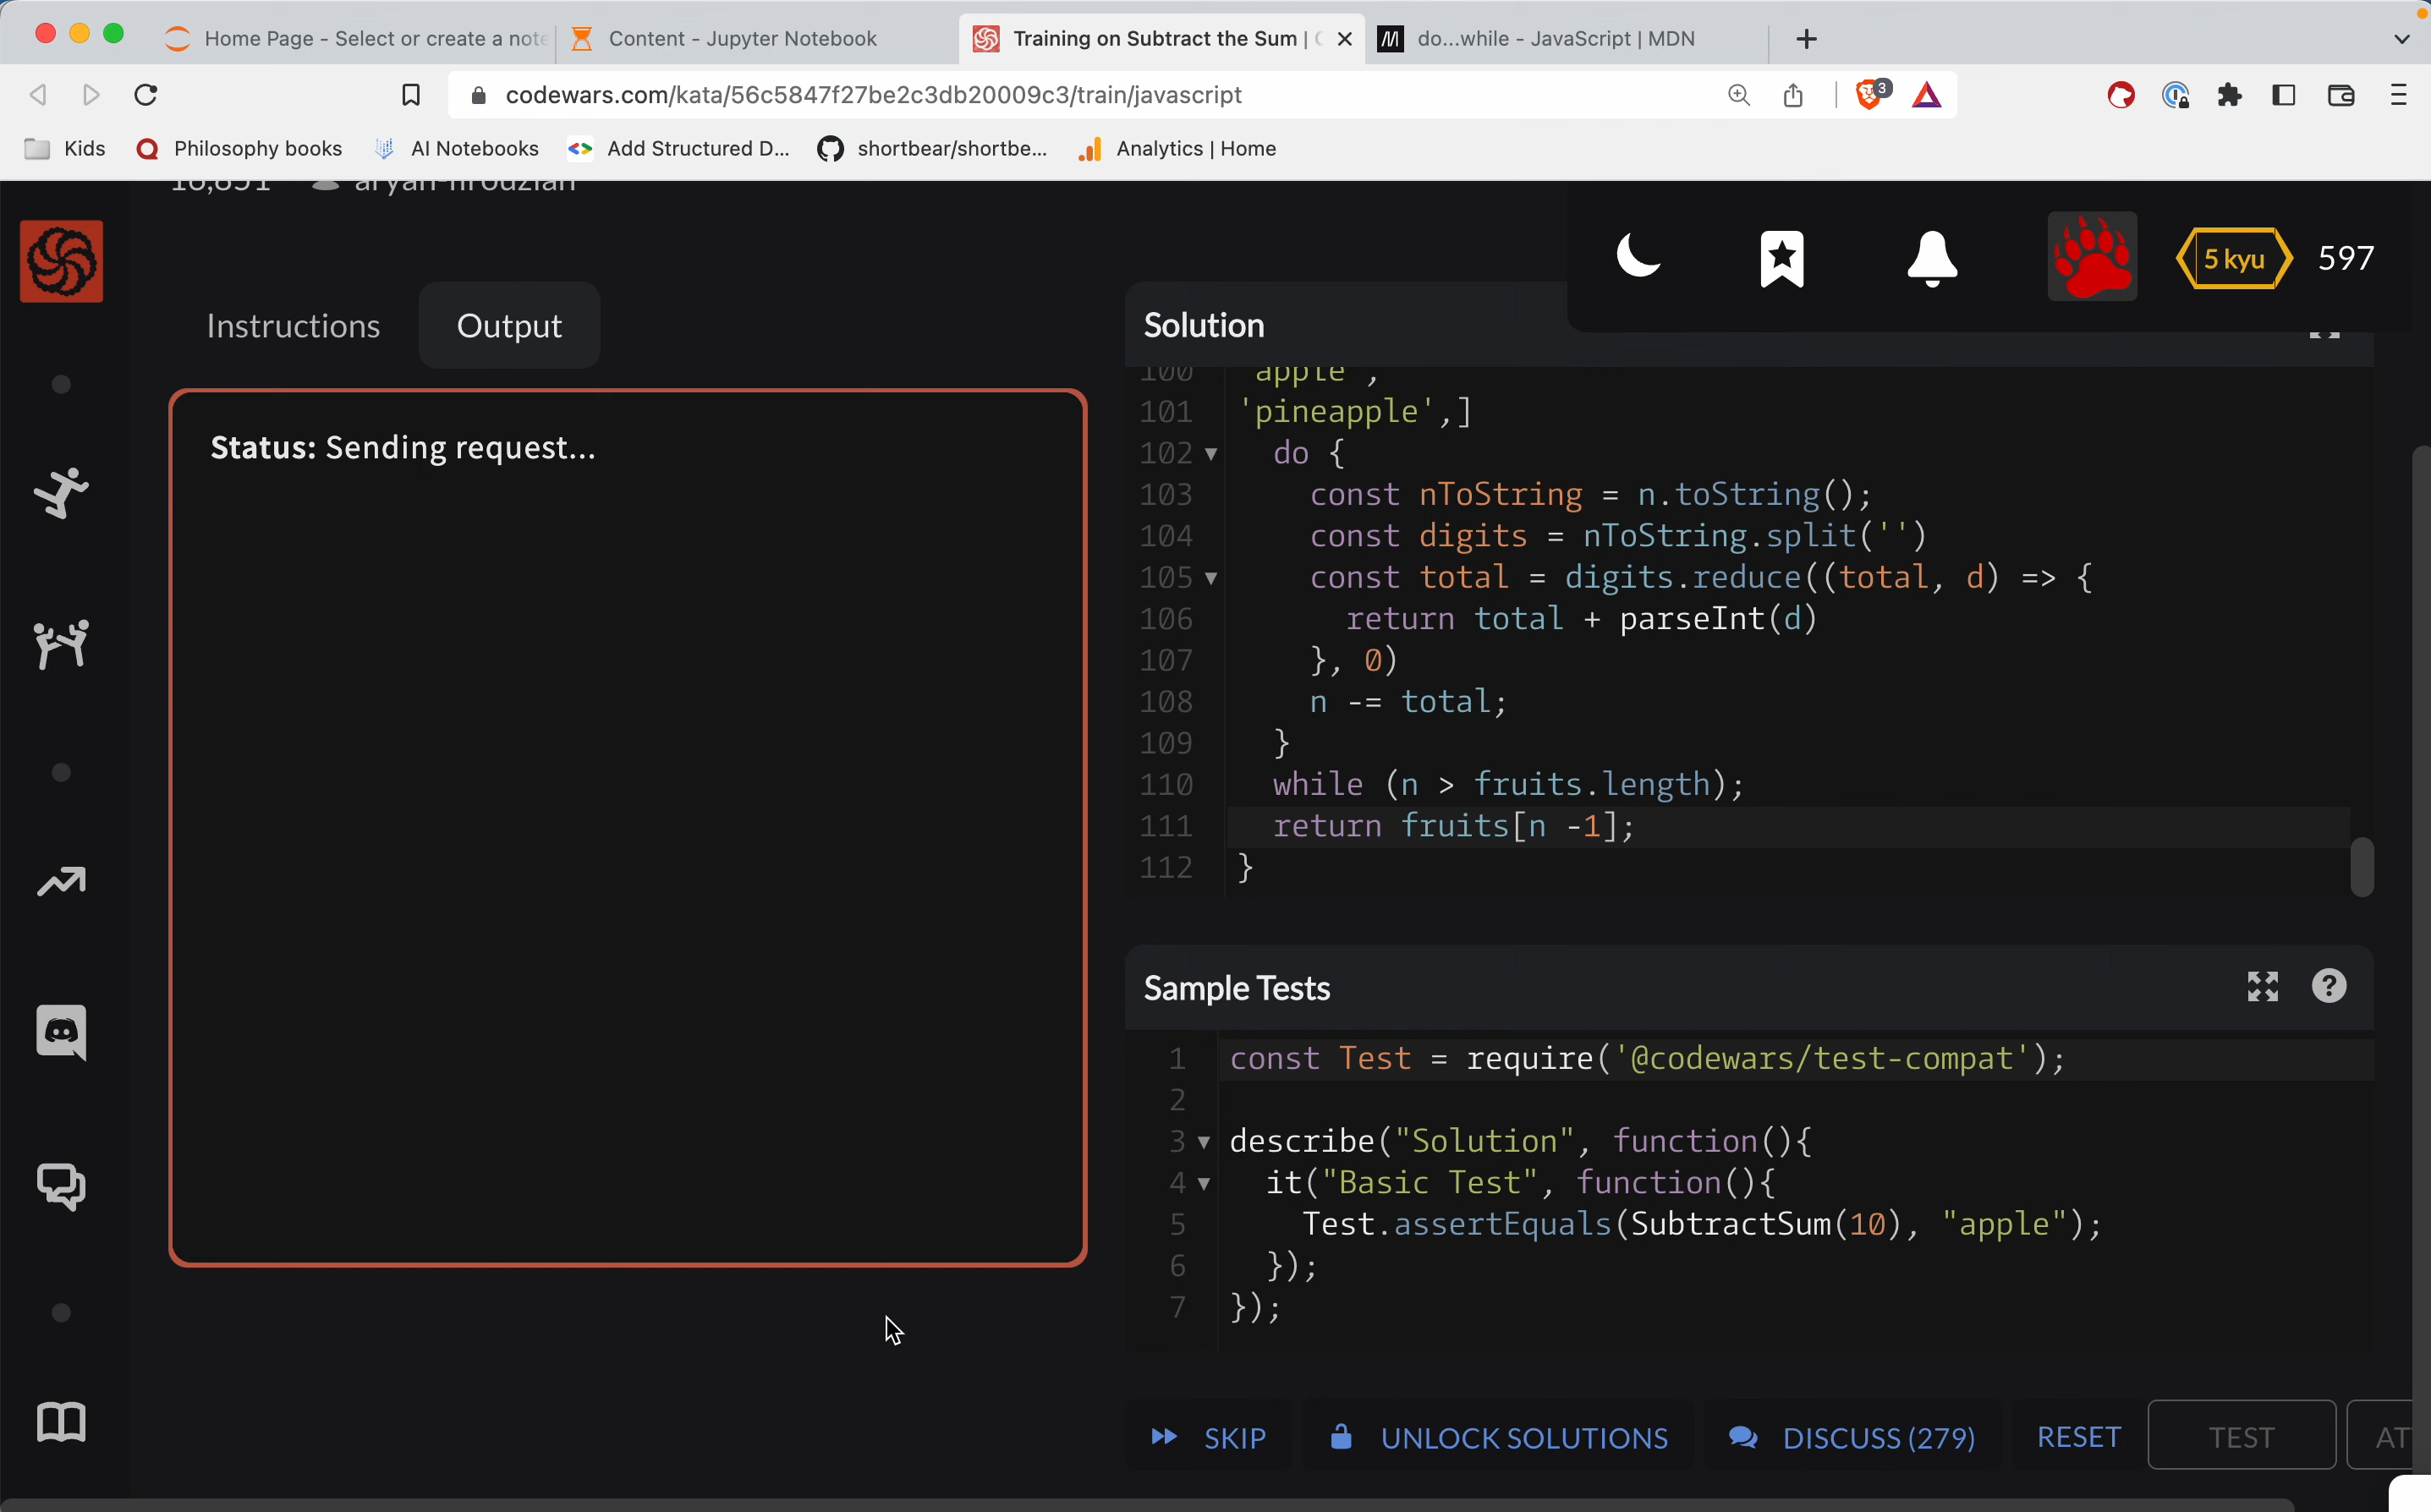 Home Page - Select or create a note
Content - Jupyter Notebook
Training on Subtract the Sum | C
do...while - JavaScript | MDN
codewars.com/kata/56c5847f27be2c3db20009c3/train/javascript
3
Kids
Philosophy books
AI Notebooks
Add Structured D...
shortbear/shortbe...
Analytics | Home
5 kyu
597
Instructions
Output
Status: Sending request...
Solution
100 apple ,
101 'pineapple',]
102 do {
103 const nToString = n.toString();
104 const digits = nToString.split('')
105 const total = digits.reduce((total, d) => {
106 return total + parseInt(d)
107 }, 0)
108 n -= total;
109 }
110 while (n > fruits.length);
111 return fruits[n -1];
112 }
Sample Tests
1 const Test = require('@codewars/test-compat');
2
3 describe("Solution", function(){
4 it("Basic Test", function(){
5 Test.assertEquals(SubtractSum(10), "apple");
6 });
7 });
SKIP
UNLOCK SOLUTIONS
DISCUSS (279)
RESET
TEST
AT